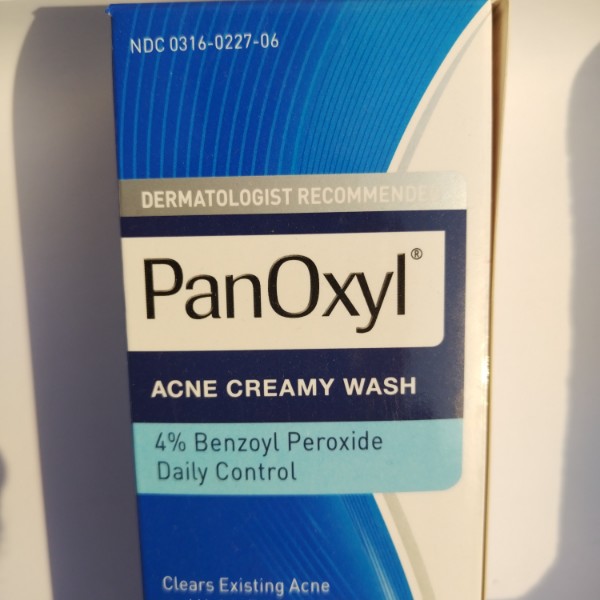 NDC 0316-0227-06
DERMATOLOGIST RECOMMENDED
PanOxyl®
ACNE CREAMY WASH
4% Benzoyl Peroxide
Daily Control
Clears Existing Acne